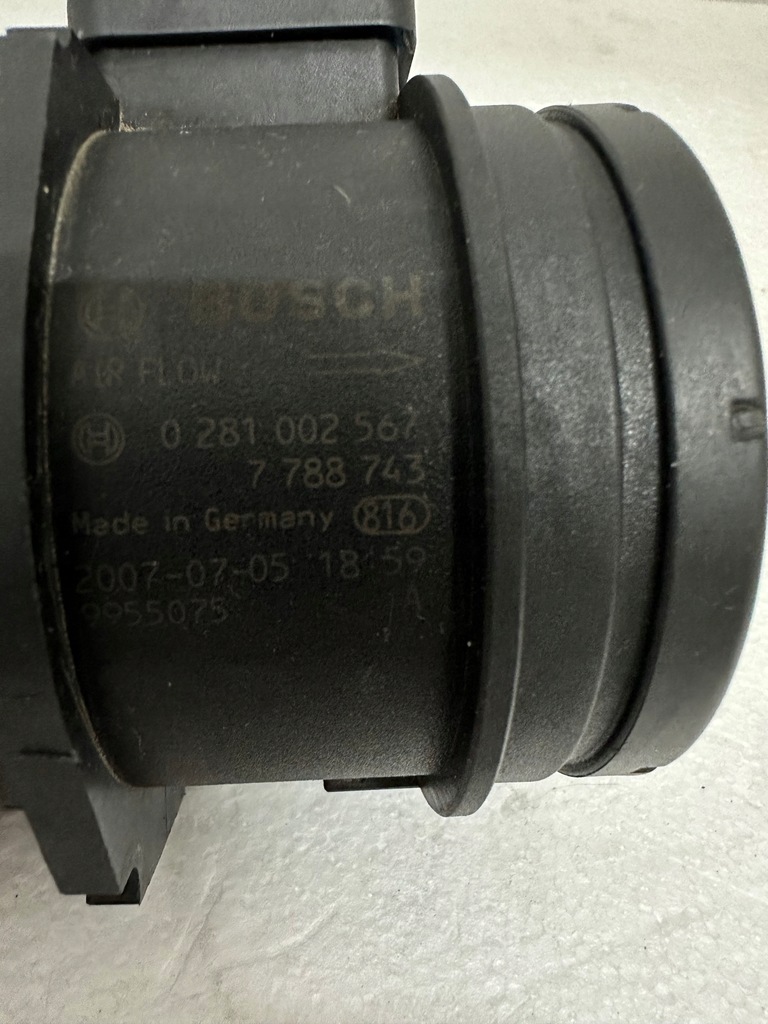 BOSCH
AIR FLOW
0 281 002 567
7 788 743
Made in Germany 816
2007-07-05 18 59
9955075 /A